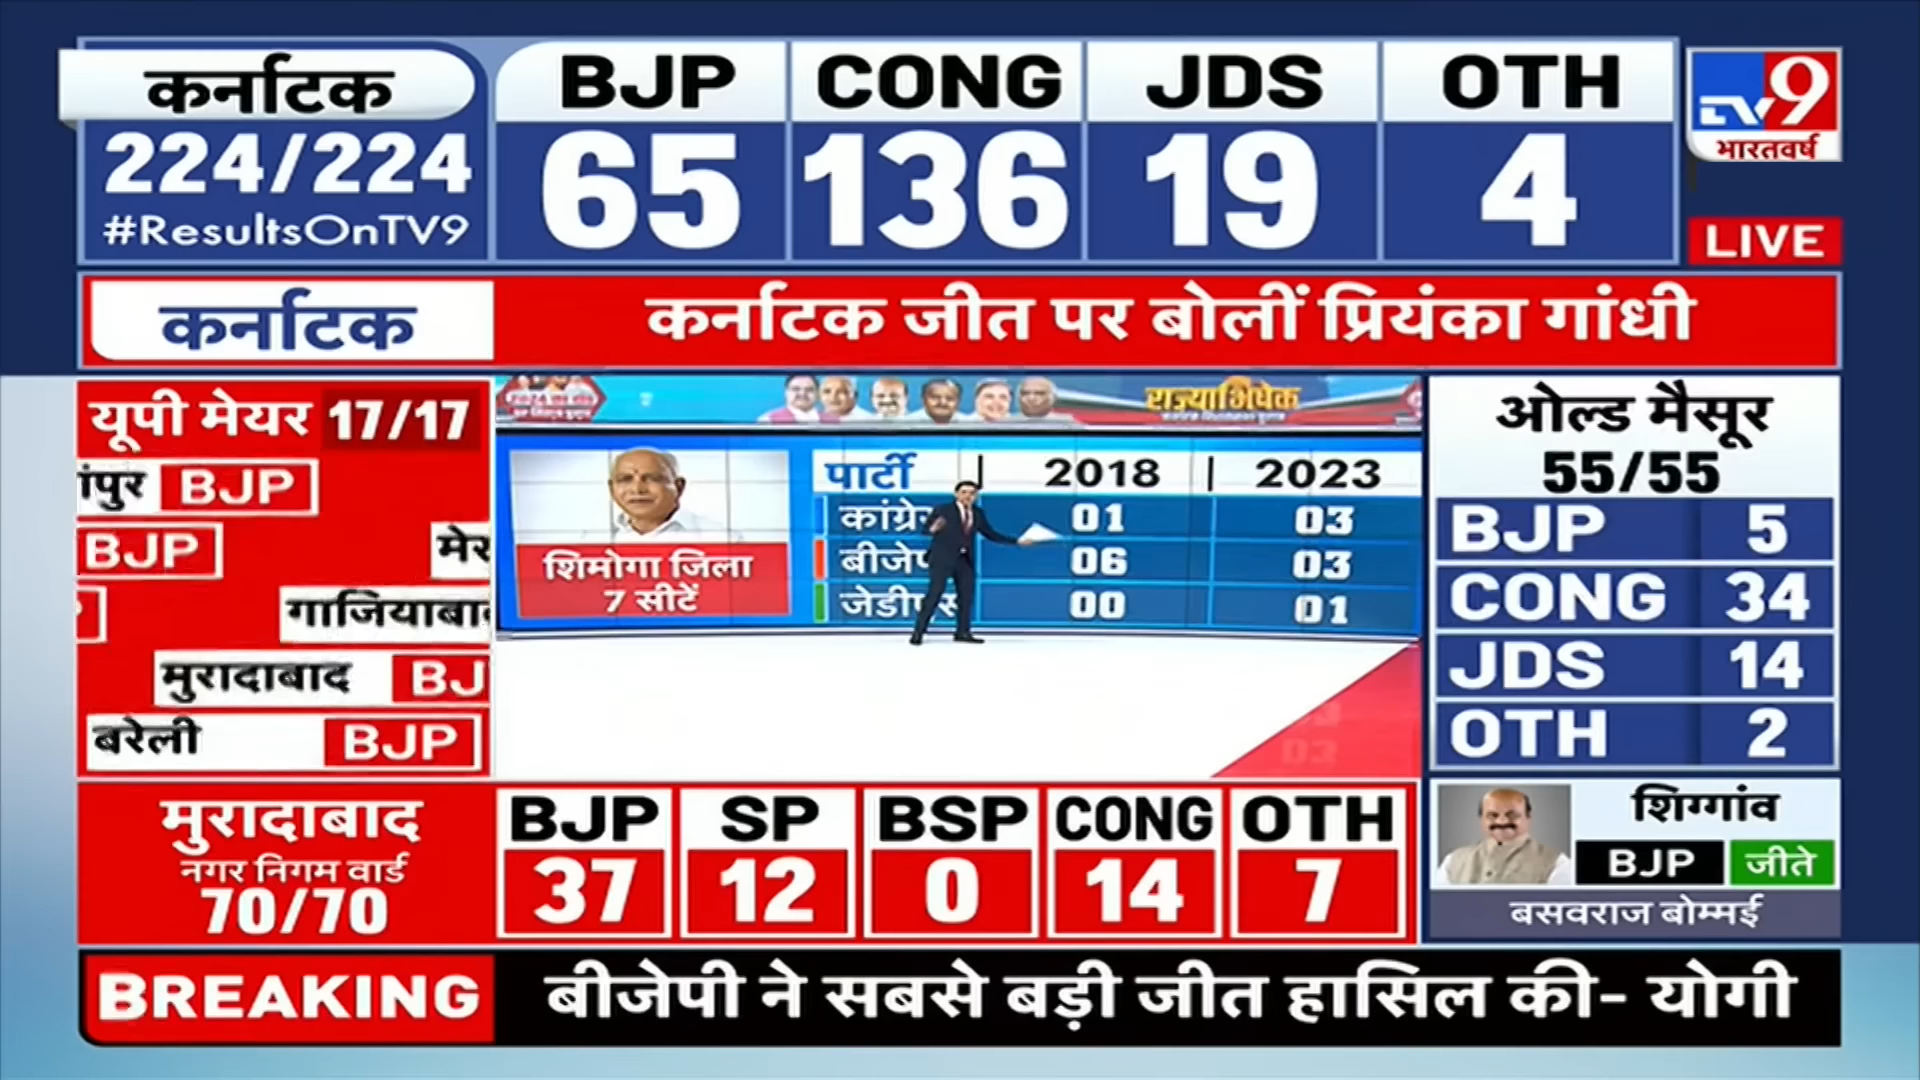 कर्नाटक
224/224
#ResultsOnTV9
BJP CONG JDS OTH
65 136 19 4
TV9
भारतवर्ष
LIVE
कर्नाटक
कर्नाटक जीत पर बोलीं प्रियंका गांधी
यूपी मेयर 17/17
BJP
BJP
मुरादाबाद BJ
बरेली BJP
राज्याभिषेक
शिमोगा जिला
7 सीटें
पार्टी | 2018 | 2023
01 03
06 03
00 01
ओल्ड मैसूर
55/55
BJP 5
CONG 34
JDS 14
OTH 2
मुरादाबाद
नगर निगम वार्ड
70/70
BJP SP BSP CONG OTH
37 12 0 14 7
शिग्गांव
BJP जीते
बसवराज बोम्मई
BREAKING
बीजेपी ने सबसे बड़ी जीत हासिल की- योगी